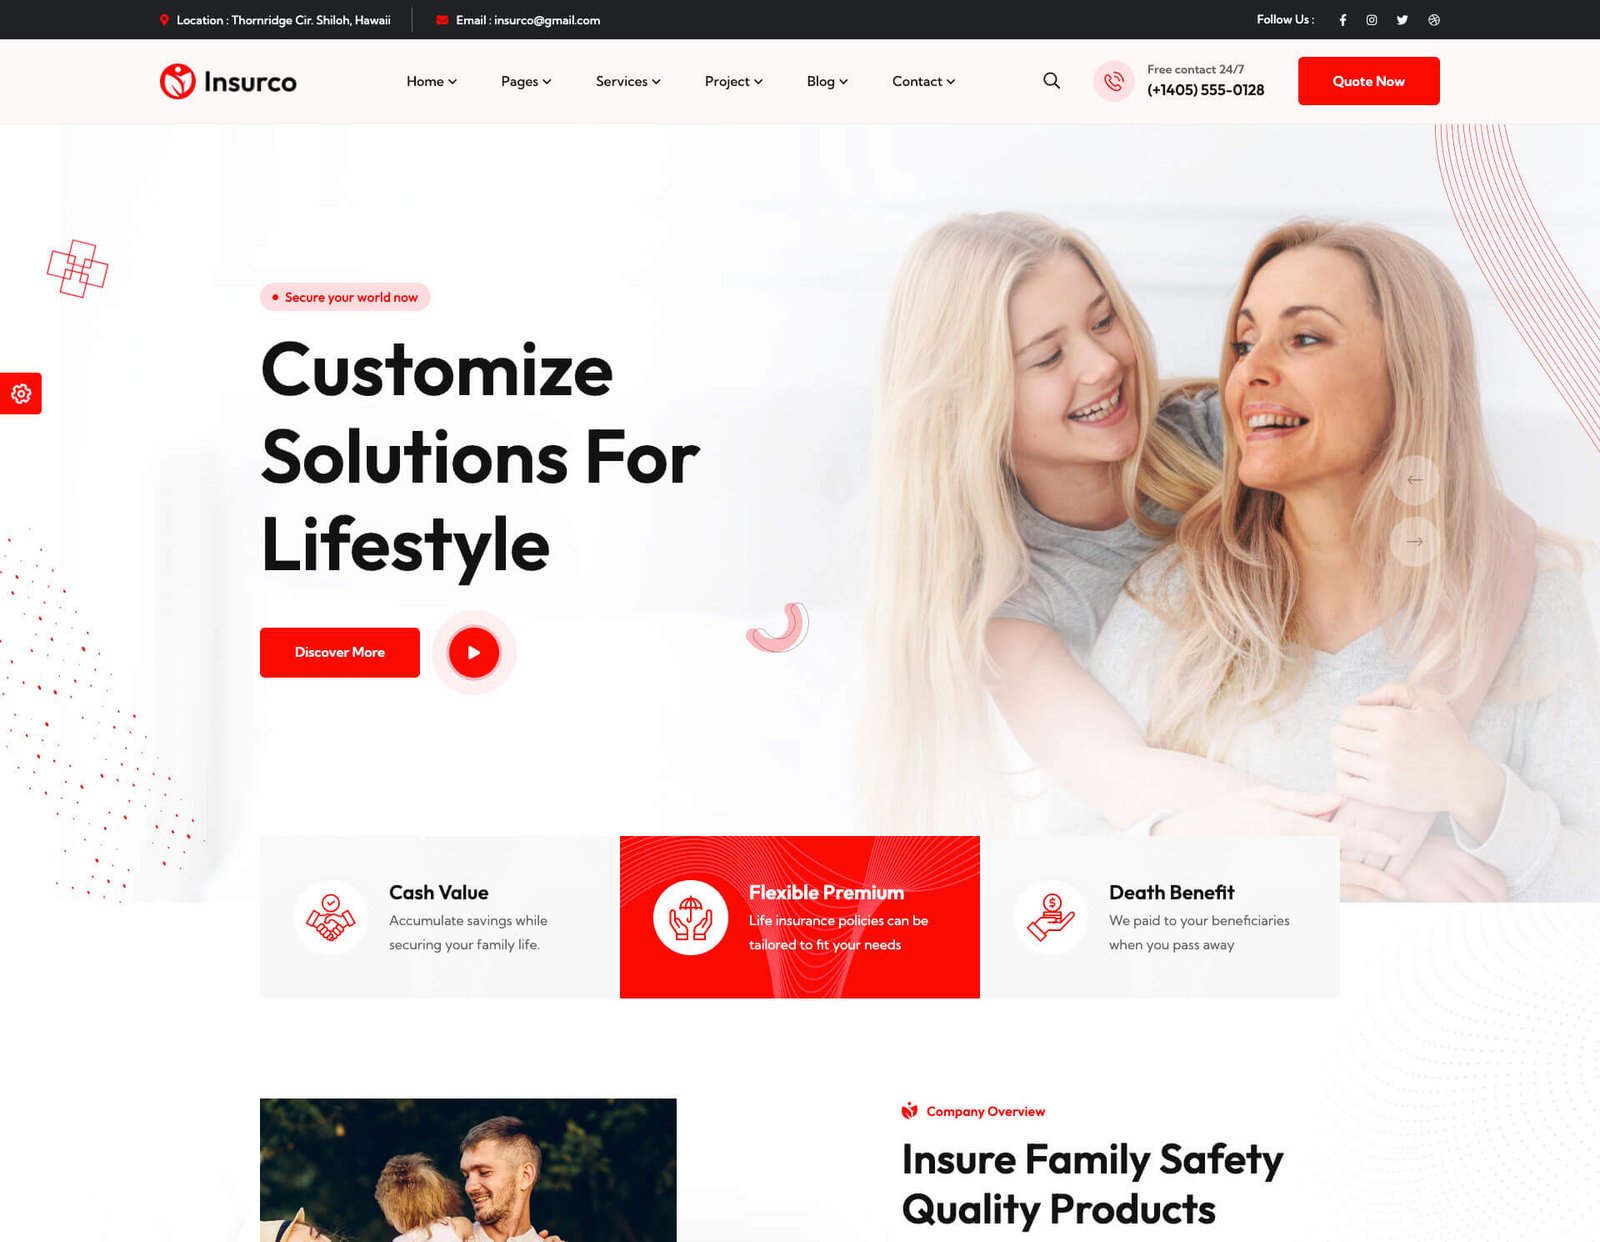 Location : Thornridge Cir. Shiloh, Hawaii
Email : insurco@gmail.com
Follow Us :
Insurco
Home
Pages
Services
Project
Blog
Contact
Free contact 24/7
(+1405) 555-0128
Quote Now
Secure your world now
Customize
Solutions For
Lifestyle
Discover More
Cash Value
Accumulate savings while
securing your family life.
Flexible Premium
Life insurance policies can be
tailored to fit your needs
Death Benefit
We paid to your beneficiaries
when you pass away
Company Overview
Insure Family Safety
Quality Products